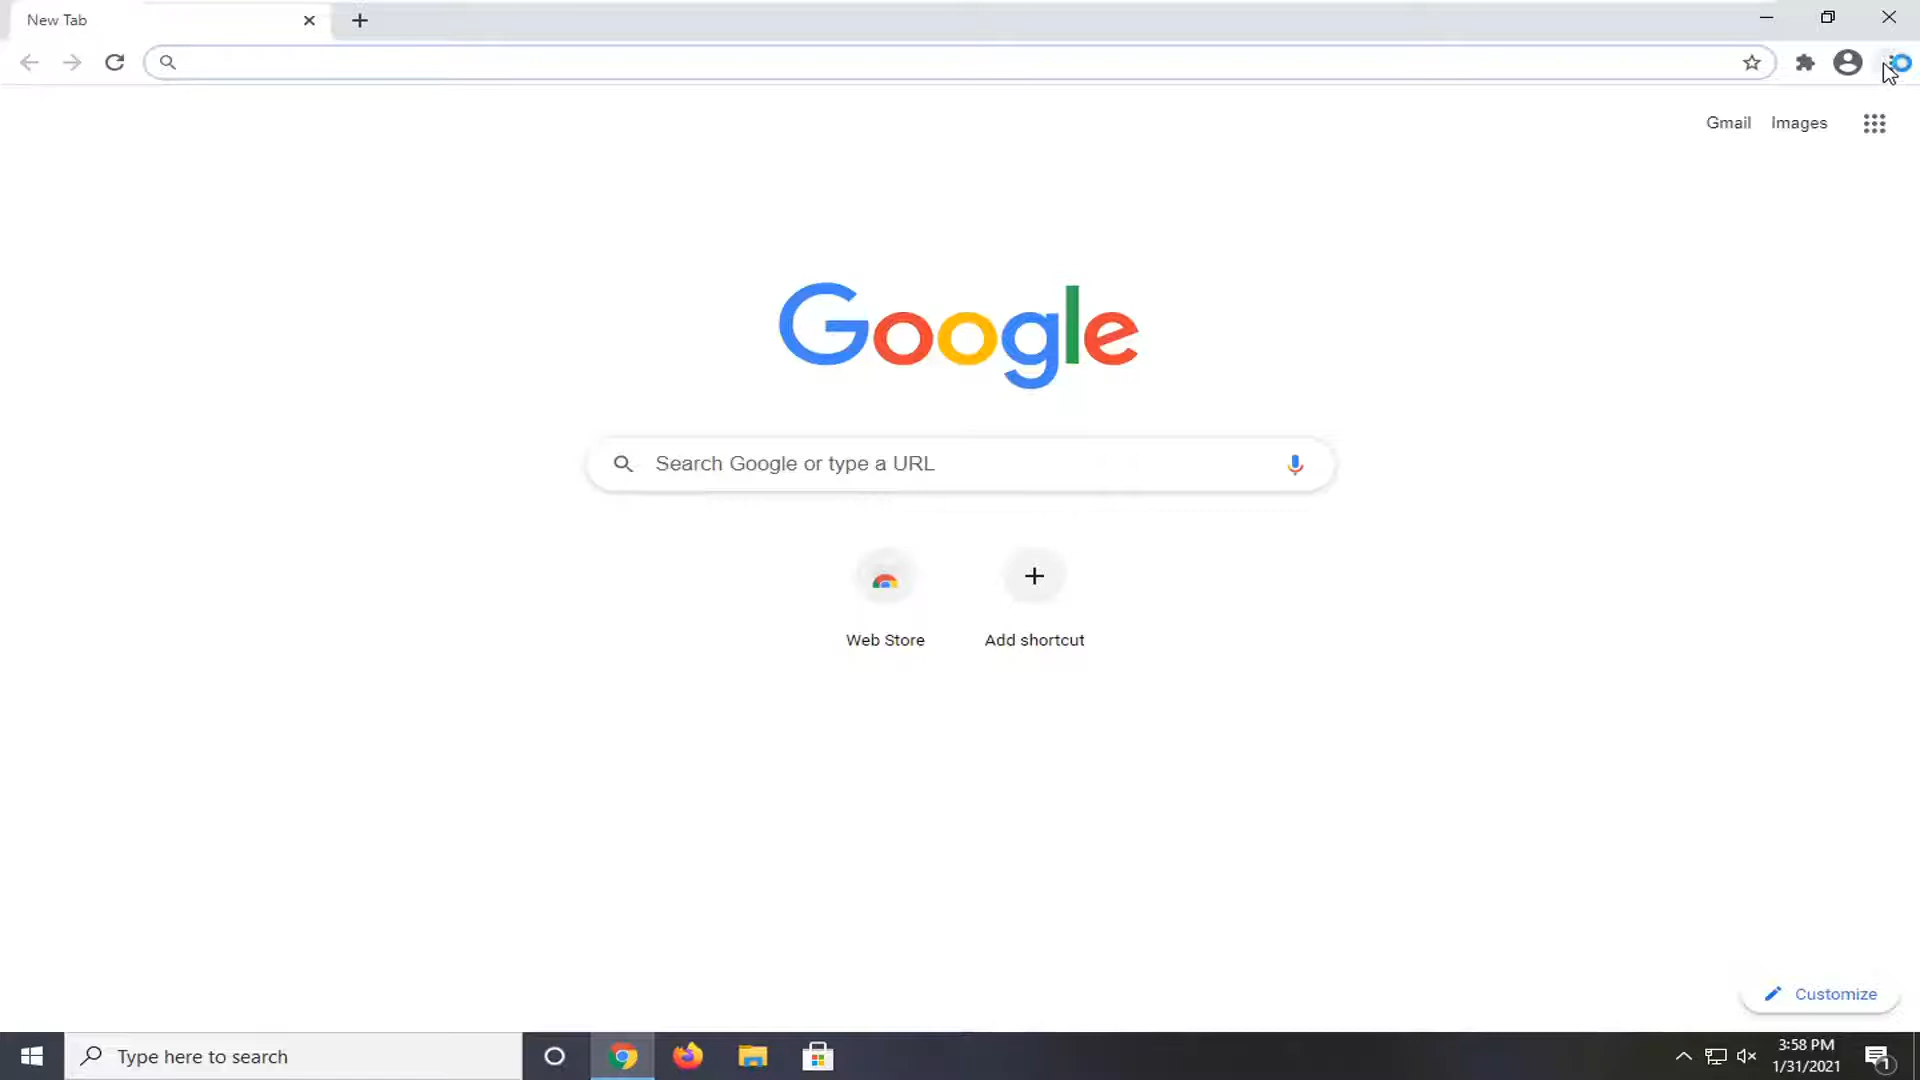 New Tab
Gmail Images
Google
Search Google or type a URL
Web Store
Add shortcut
Customize
Type here to search
3:58 PM
1/31/2021
1